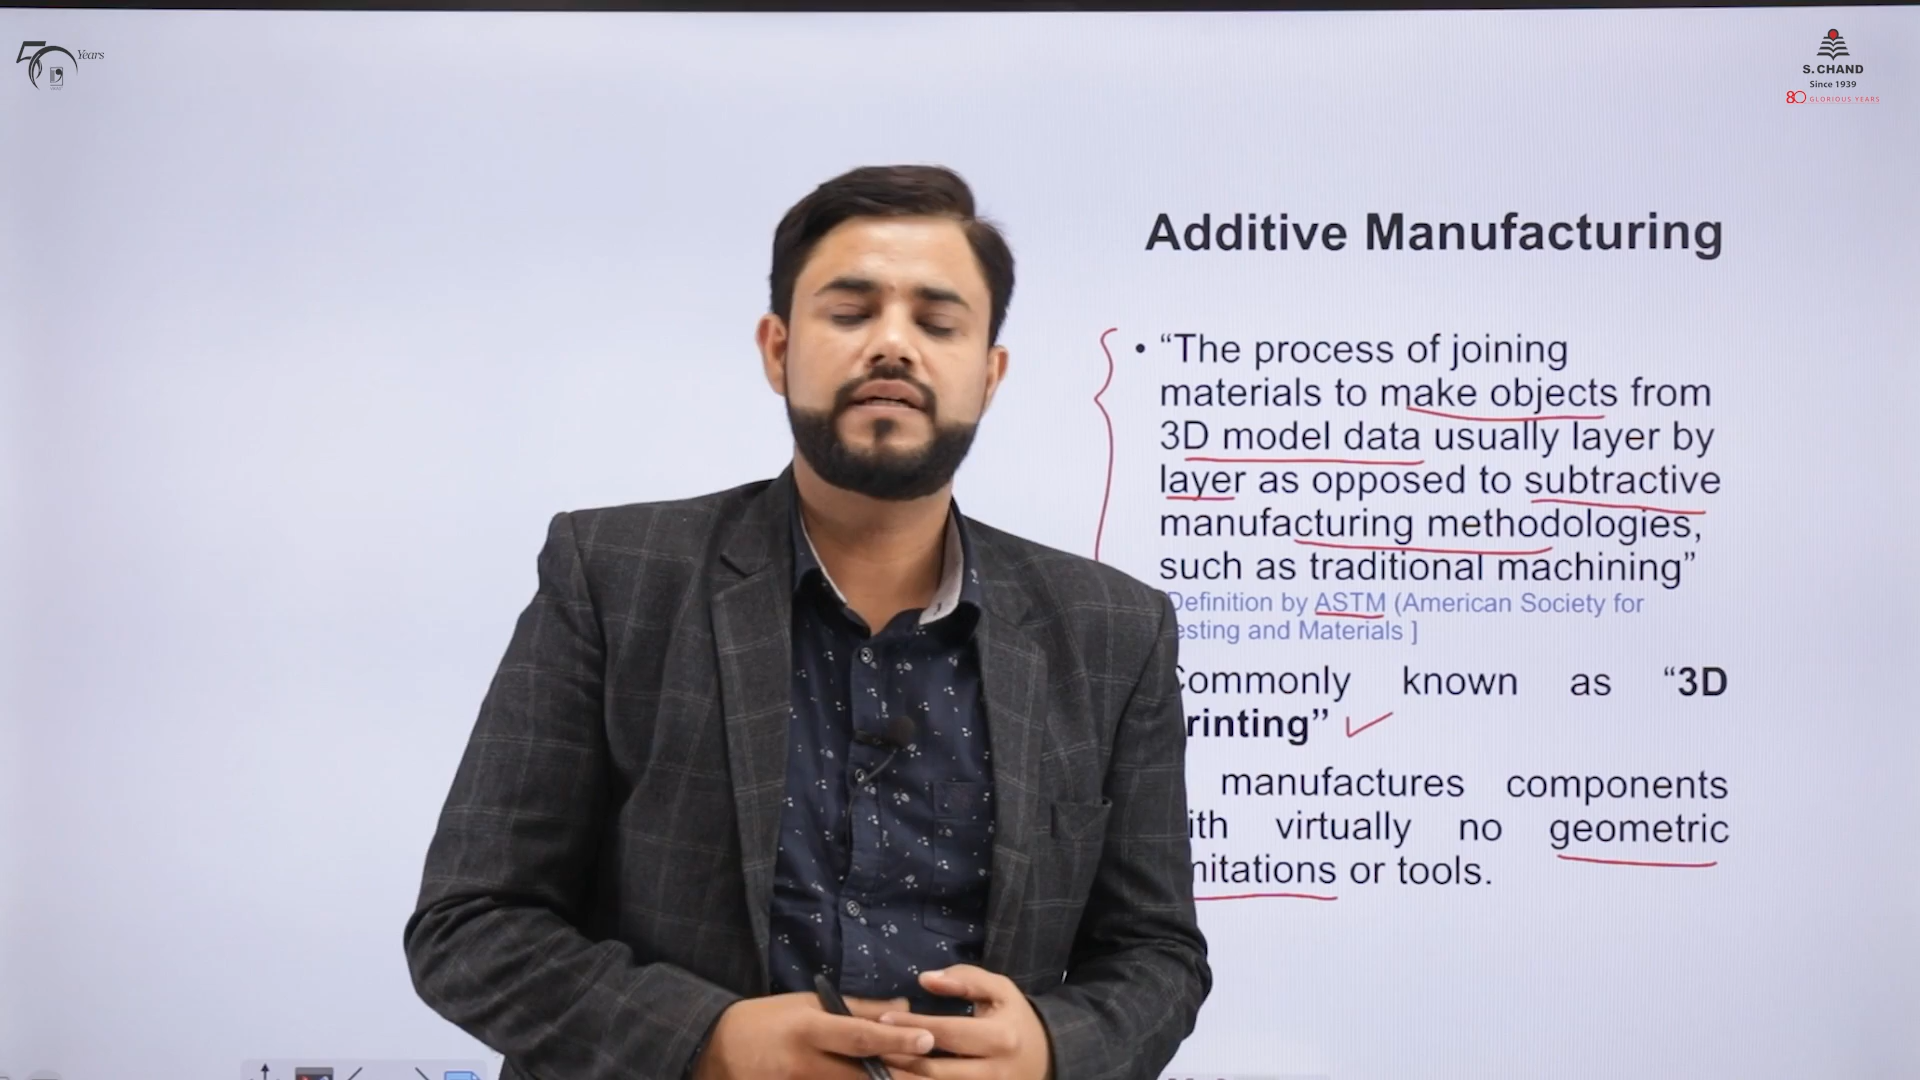 Years
S.CHAND
Since 1939
80 GLORIOUS YEARS
Additive Manufacturing
• “The process of joining
materials to make objects from
3D model data usually layer by
layer as opposed to subtractive
manufacturing methodologies,
such as traditional machining”
Definition by ASTM (American Society for
esting and Materials ]
Commonly known as “3D
rinting”
manufactures components
ith virtually no geometric
mitations or tools.